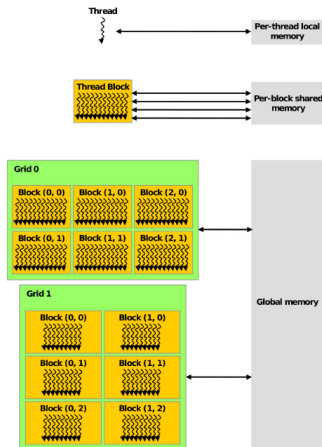 Thread
Per-thread local
memory
Thread Block
Per-block shared
memory
Grid 0
Block (0, 0) Block (1, 0) Block (2, 0)
Block (0, 1) Block (1, 1) Block (2, 1)
Grid 1
Global memory
Block (0, 0) Block (1, 0)
Block (0, 1) Block (1, 1)
Block (0, 2) Block (1, 2)